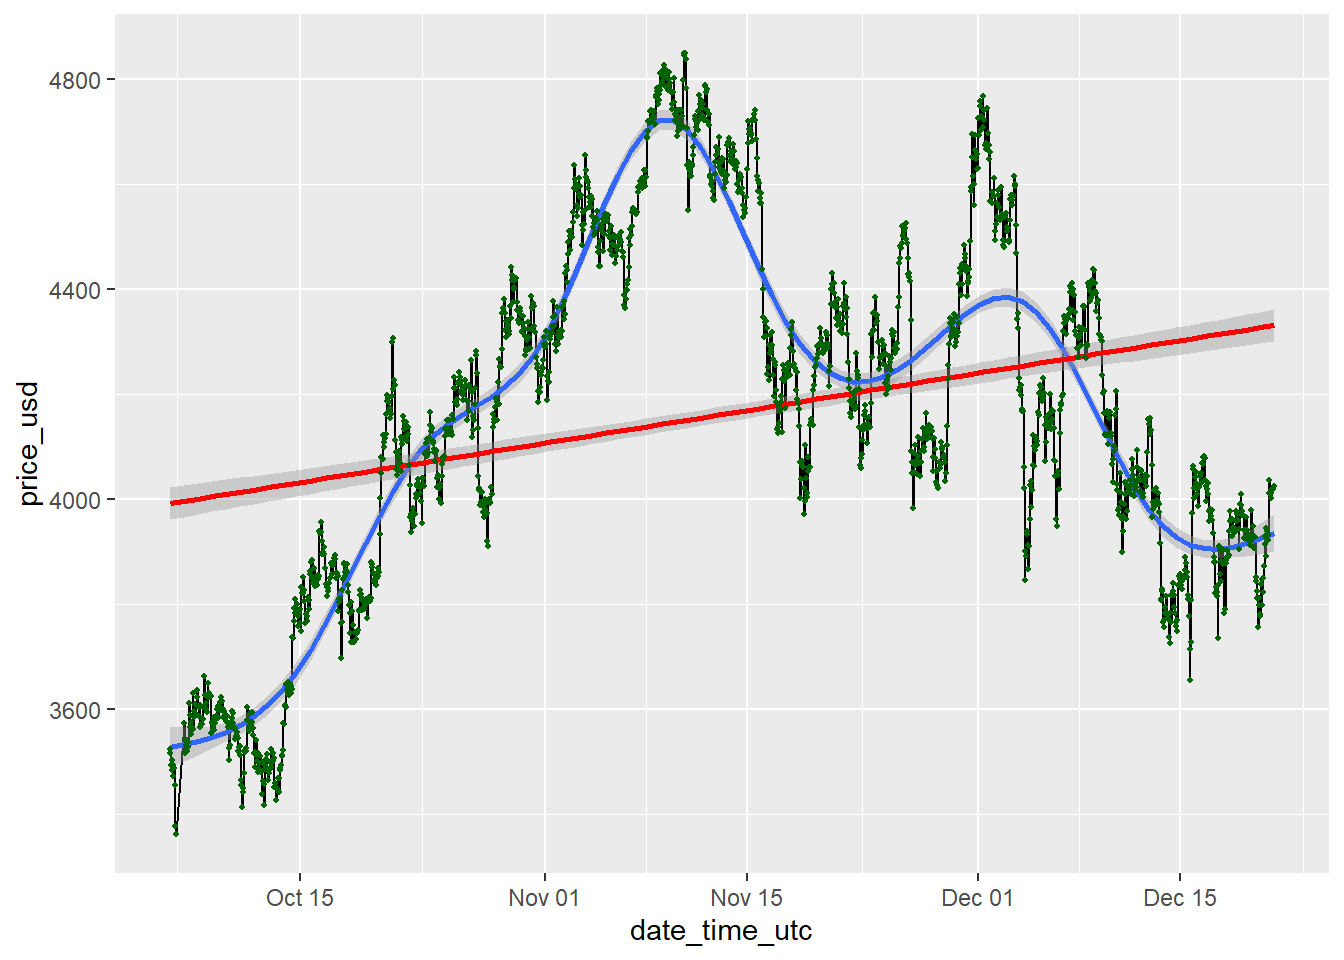 price_usd
4800
4400
4000
3600
Oct 15
Nov 01
Nov 15
Dec 01
Dec 15
date_time_utc